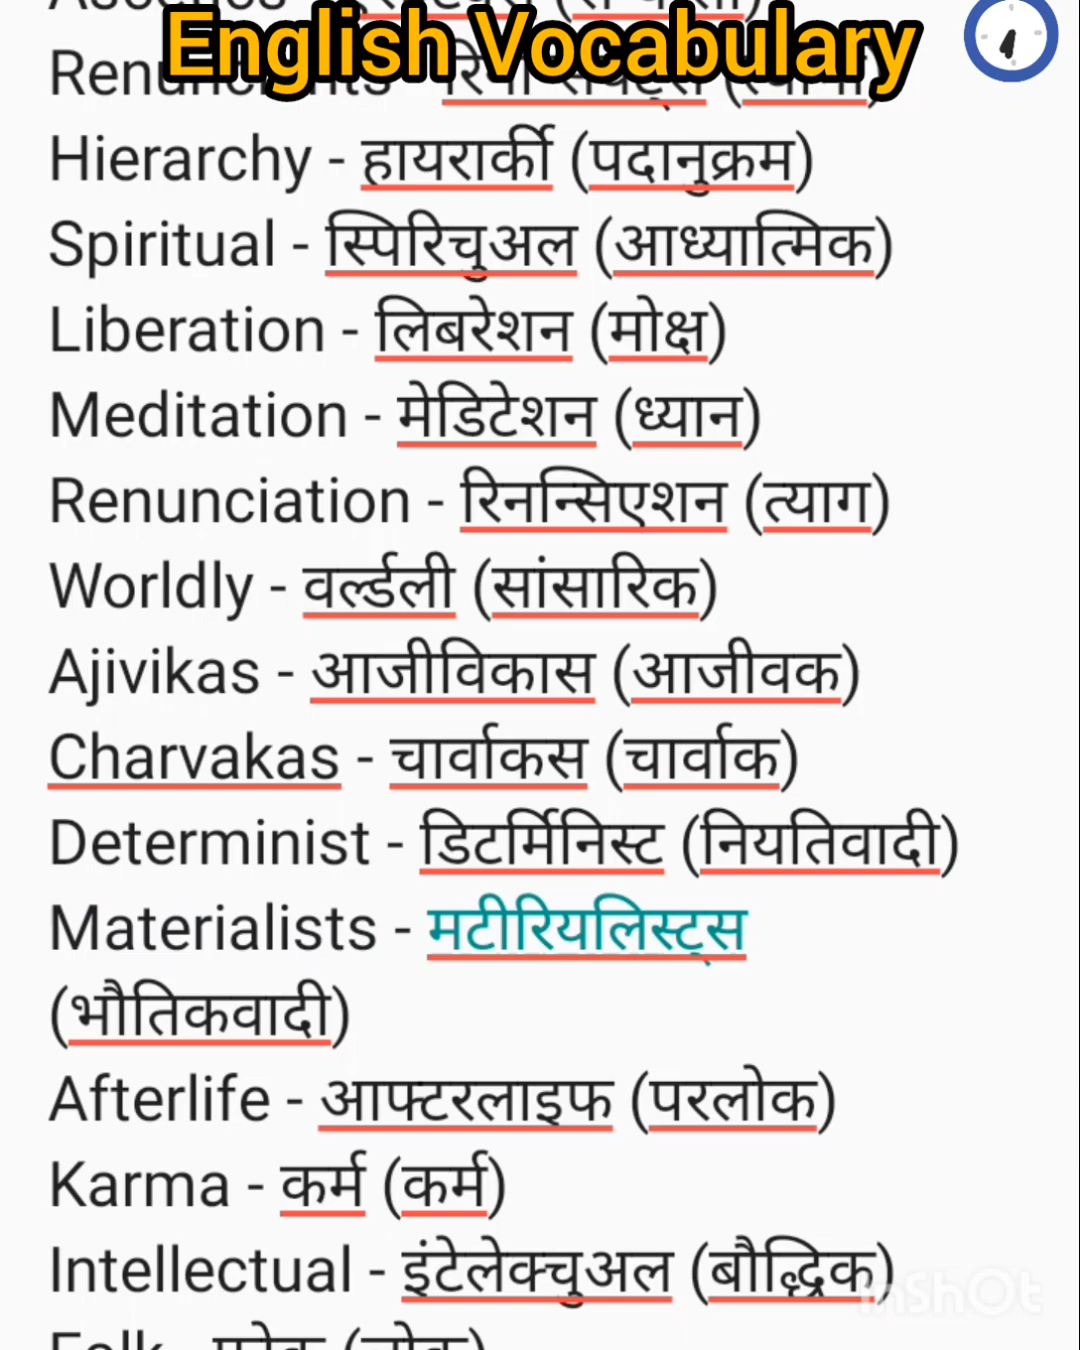 English Vocabulary
Hierarchy - हायरार्की (पदानुक्रम)
Spiritual - स्पिरिचुअल (आध्यात्मिक)
Liberation - लिबरेशन (मोक्ष)
Meditation - मेडिटेशन (ध्यान)
Renunciation - रिनन्सिएशन (त्याग)
Worldly - वर्ल्डली (सांसारिक)
Ajivikas - आजीविकास (आजीवक)
Charvakas - चार्वाकस (चार्वाक)
Determinist - डिटर्मिनिस्ट (नियतिवादी)
Materialists - मटीरियलिस्ट्स
(भौतिकवादी)
Afterlife - आफ्टरलाइफ (परलोक)
Karma - कर्म (कर्म)
Intellectual - इंटेलेक्चुअल (बौद्धिक)
InShOt